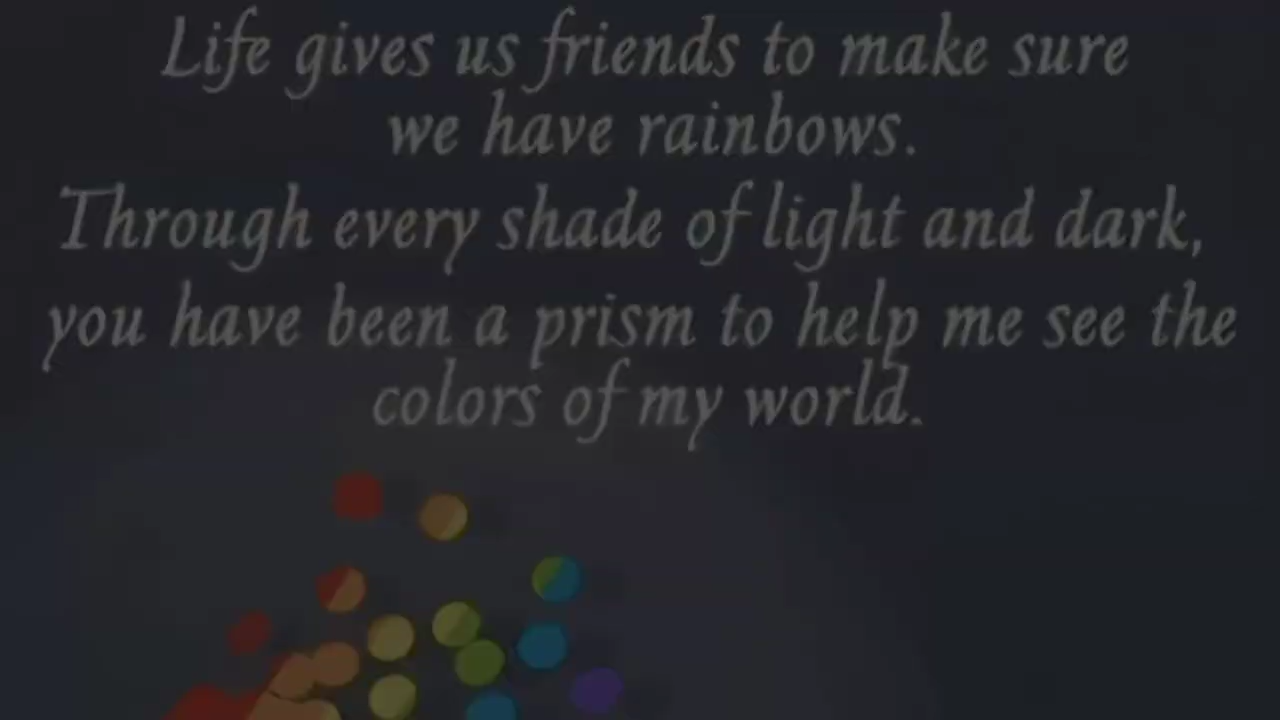 Life gives us friends to make sure
we have rainbows.
Through every shade of light and dark,
you have been a prism to help me see the
colors of my world.